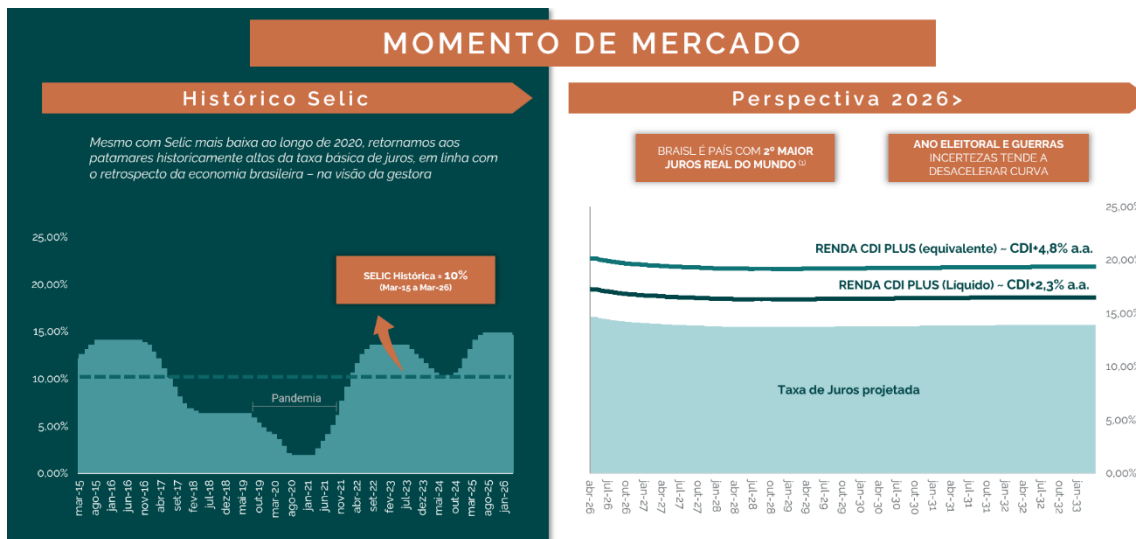 MOMENTO DE MERCADO
Histórico Selic
Mesmo com Selic mais baixa ao longo de 2020, retornamos aos
patamares historicamente altos da taxa básica de juros, em linha com
o retrospecto da economia brasileira – na visão da gestora
25,00%
20,00%
15,00%
10,00%
5,00%
0,00%
SELIC Histórica = 10%
(Mar-15 a Mar-26)
Pandemia
mar-15
ago-15
jan-16
jun-16
nov-16
abr-17
set-17
fev-18
jul-18
dez-18
mai-19
out-19
mar-20
ago-20
jan-21
jun-21
nov-21
abr-22
set-22
fev-23
jul-23
dez-23
mai-24
out-24
mar-25
ago-25
jan-26
Perspectiva 2026>
BRAISL É PAÍS COM 2º MAIOR
JUROS REAL DO MUNDO (1)
ANO ELEITORAL E GUERRAS
INCERTEZAS TENDE A
DESACELERAR CURVA
25,00%
20,00%
15,00%
10,00%
5,00%
0,00%
RENDA CDI PLUS (equivalente) ~ CDI+4,8% a.a.
RENDA CDI PLUS (Líquido) ~ CDI+2,3% a.a.
Taxa de Juros projetada
abr-26
jul-26
out-26
jan-27
abr-27
jul-27
out-27
jan-28
abr-28
jul-28
out-28
jan-29
abr-29
jul-29
out-29
jan-30
abr-30
jul-30
out-30
jan-31
abr-31
jul-31
out-31
jan-32
abr-32
jul-32
out-32
jan-33